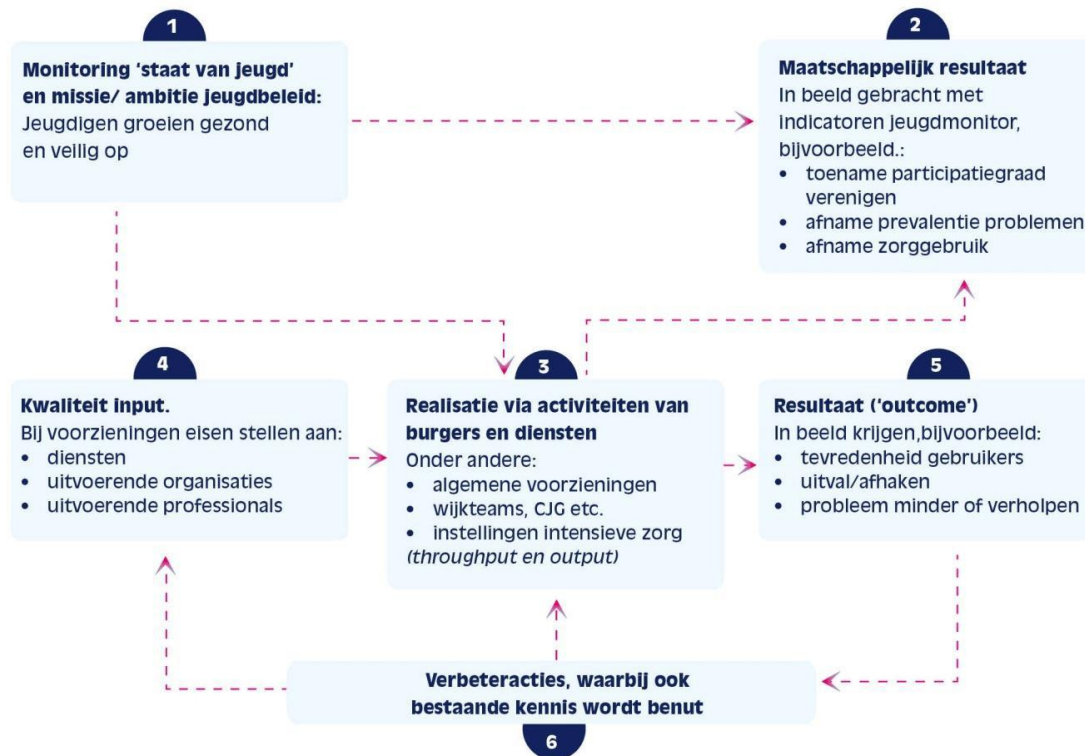 1
Monitoring ‘staat van jeugd’
en missie/ ambitie jeugdbeleid:
Jeugdigen groeien gezond
en veilig op
2
Maatschappelijk resultaat
In beeld gebracht met
indicatoren jeugdmonitor,
bijvoorbeeld.:
• toename participatiegraad
verenigen
• afname prevalentie problemen
• afname zorggebruik
4
Kwaliteit input.
Bij voorzieningen eisen stellen aan:
• diensten
• uitvoerende organisaties
• uitvoerende professionals
3
Realisatie via activiteiten van
burgers en diensten
Onder andere:
• algemene voorzieningen
• wijkteams, CJG etc.
• instellingen intensieve zorg
(throughput en output)
5
Resultaat (‘outcome’)
In beeld krijgen,bijvoorbeeld:
• tevredenheid gebruikers
• uitval/afhaken
• probleem minder of verholpen
Verbeteracties, waarbij ook
bestaande kennis wordt benut
6